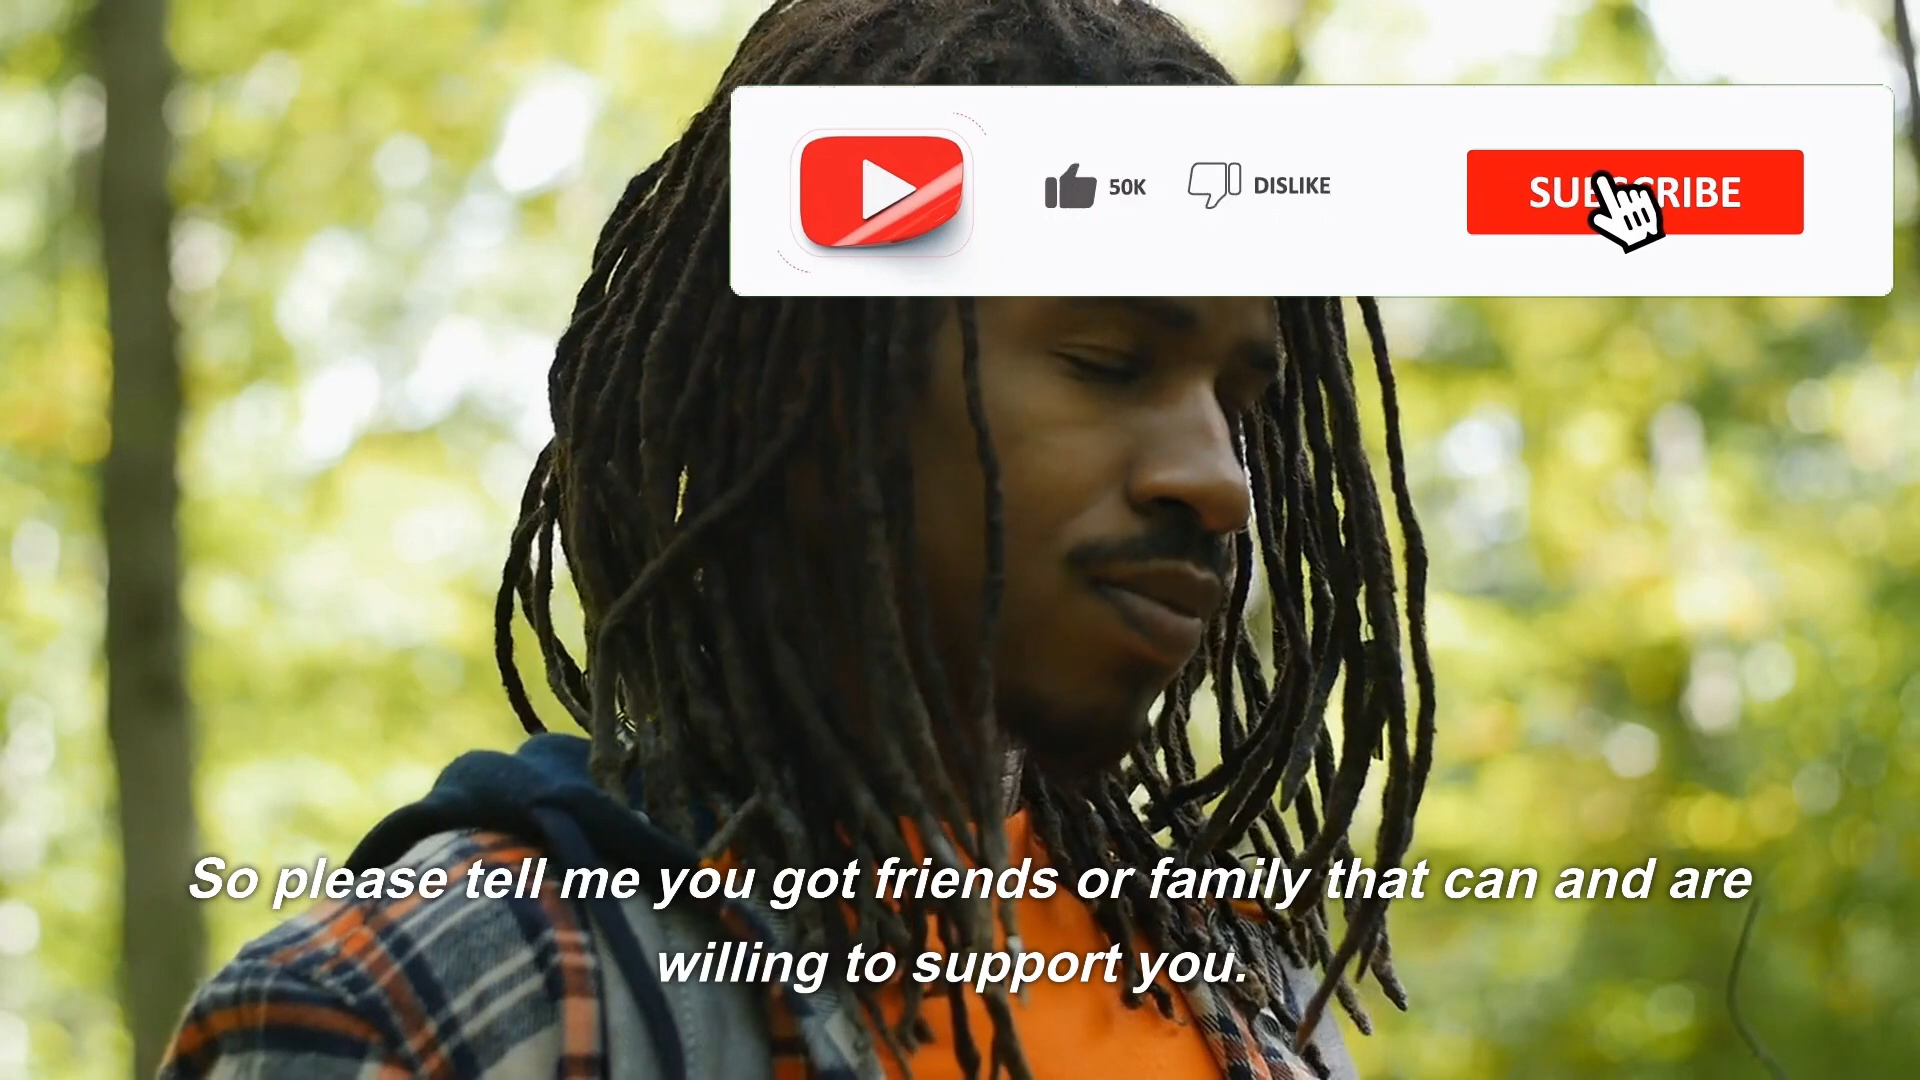 50K
DISLIKE
SUBSCRIBE
So please tell me you got friends or family that can and are
willing to support you.